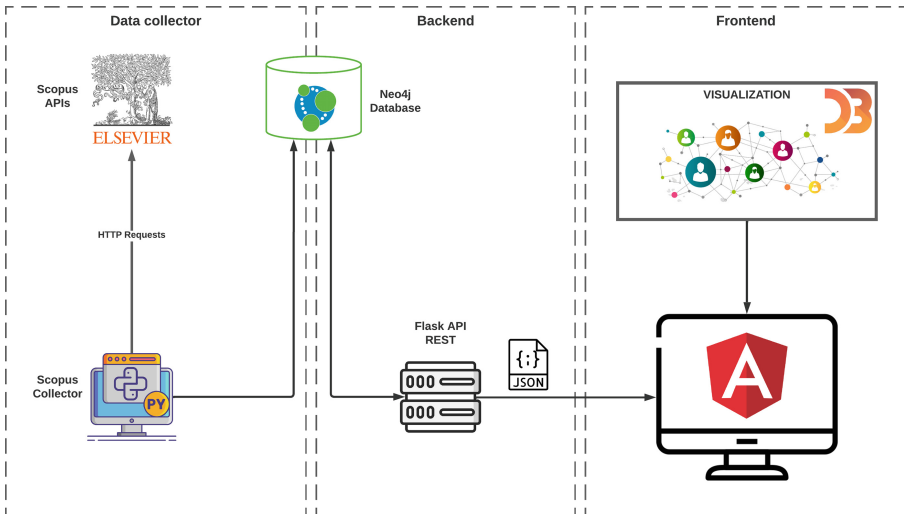 Data collector
Backend
Frontend
Scopus
APIs
ELSEVIER
Neo4j
Database
VISUALIZATION
D3
HTTP Requests
Flask API
REST
{;}
JSON
Scopus
Collector
PY
A